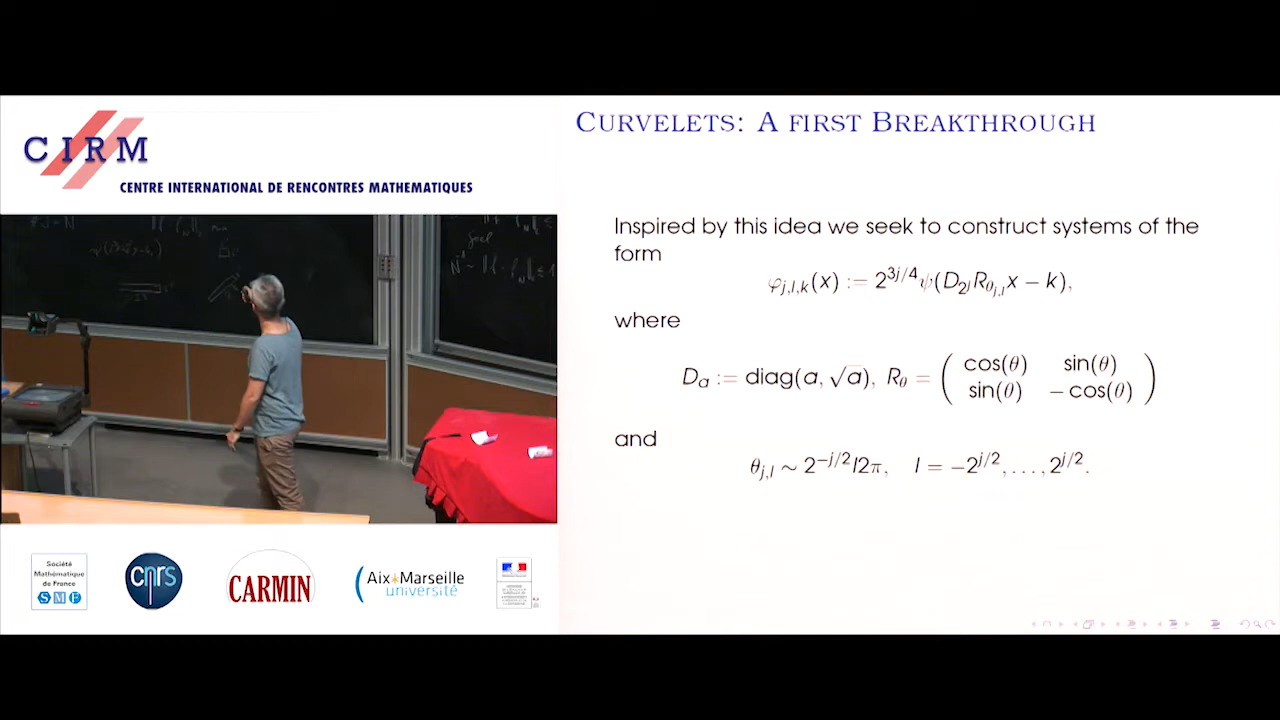 CIRM
CENTRE INTERNATIONAL DE RENCONTRES MATHEMATIQUES
Société
Mathématique
de France
S M F
cnrs
CARMIN
Aix*Marseille
université
CURVELETS: A FIRST BREAKTHROUGH
Inspired by this idea we seek to construct systems of the
form
φ_{j,l,k}(x) := 2^{3j/4}ψ(D_{2^j}R_{θ_{j,l}}x − k),
where
D_a := diag(a, √a), R_θ = ( cos(θ) sin(θ)
sin(θ) − cos(θ) )
and
θ_{j,l} ∼ 2^{−j/2}l2π, l = −2^{j/2}, . . . , 2^{j/2}.